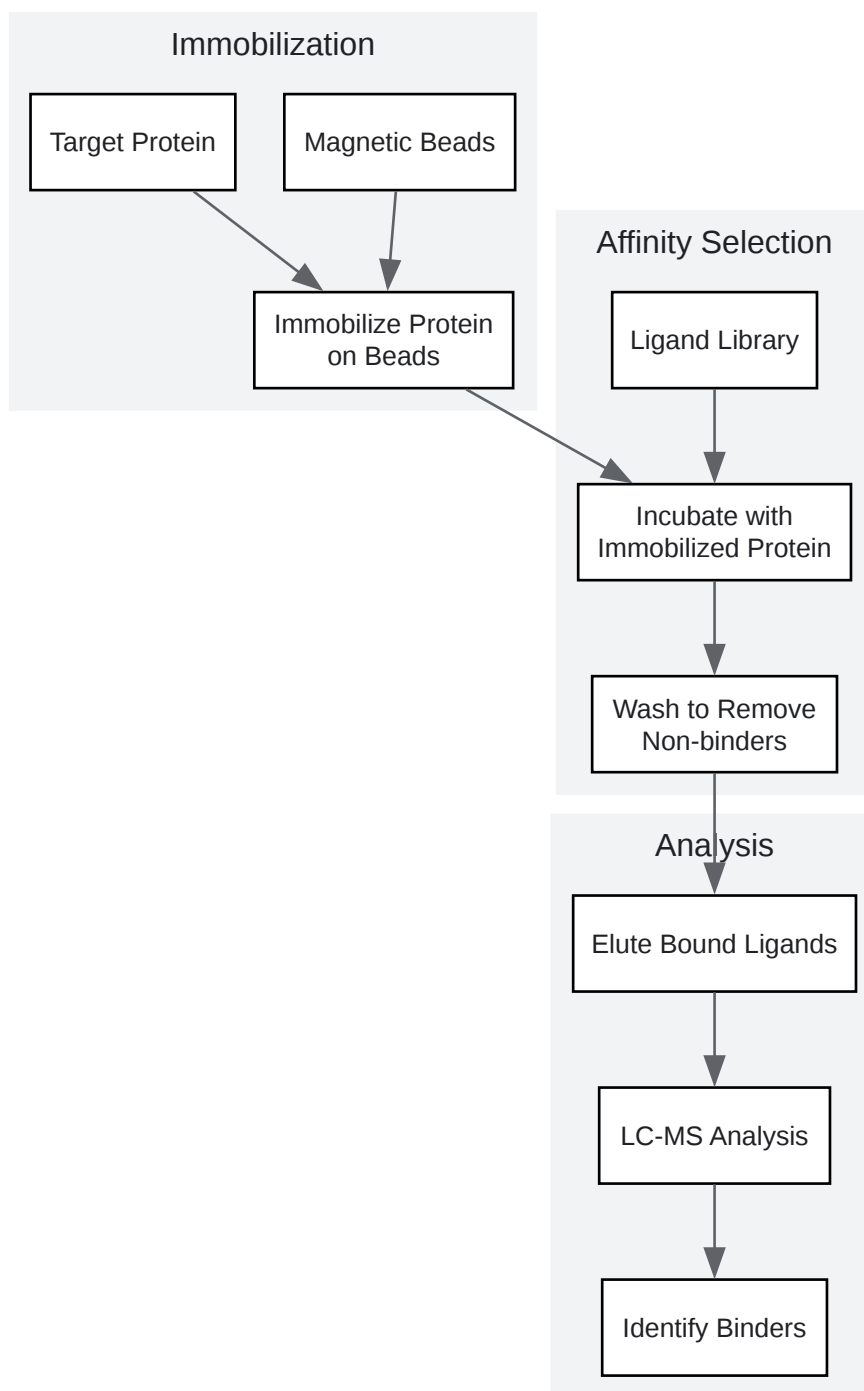 Immobilization
Target Protein
Magnetic Beads
Immobilize Protein
on Beads
Affinity Selection
Ligand Library
Incubate with
Immobilized Protein
Wash to Remove
Non-binders
Analysis
Elute Bound Ligands
LC-MS Analysis
Identify Binders